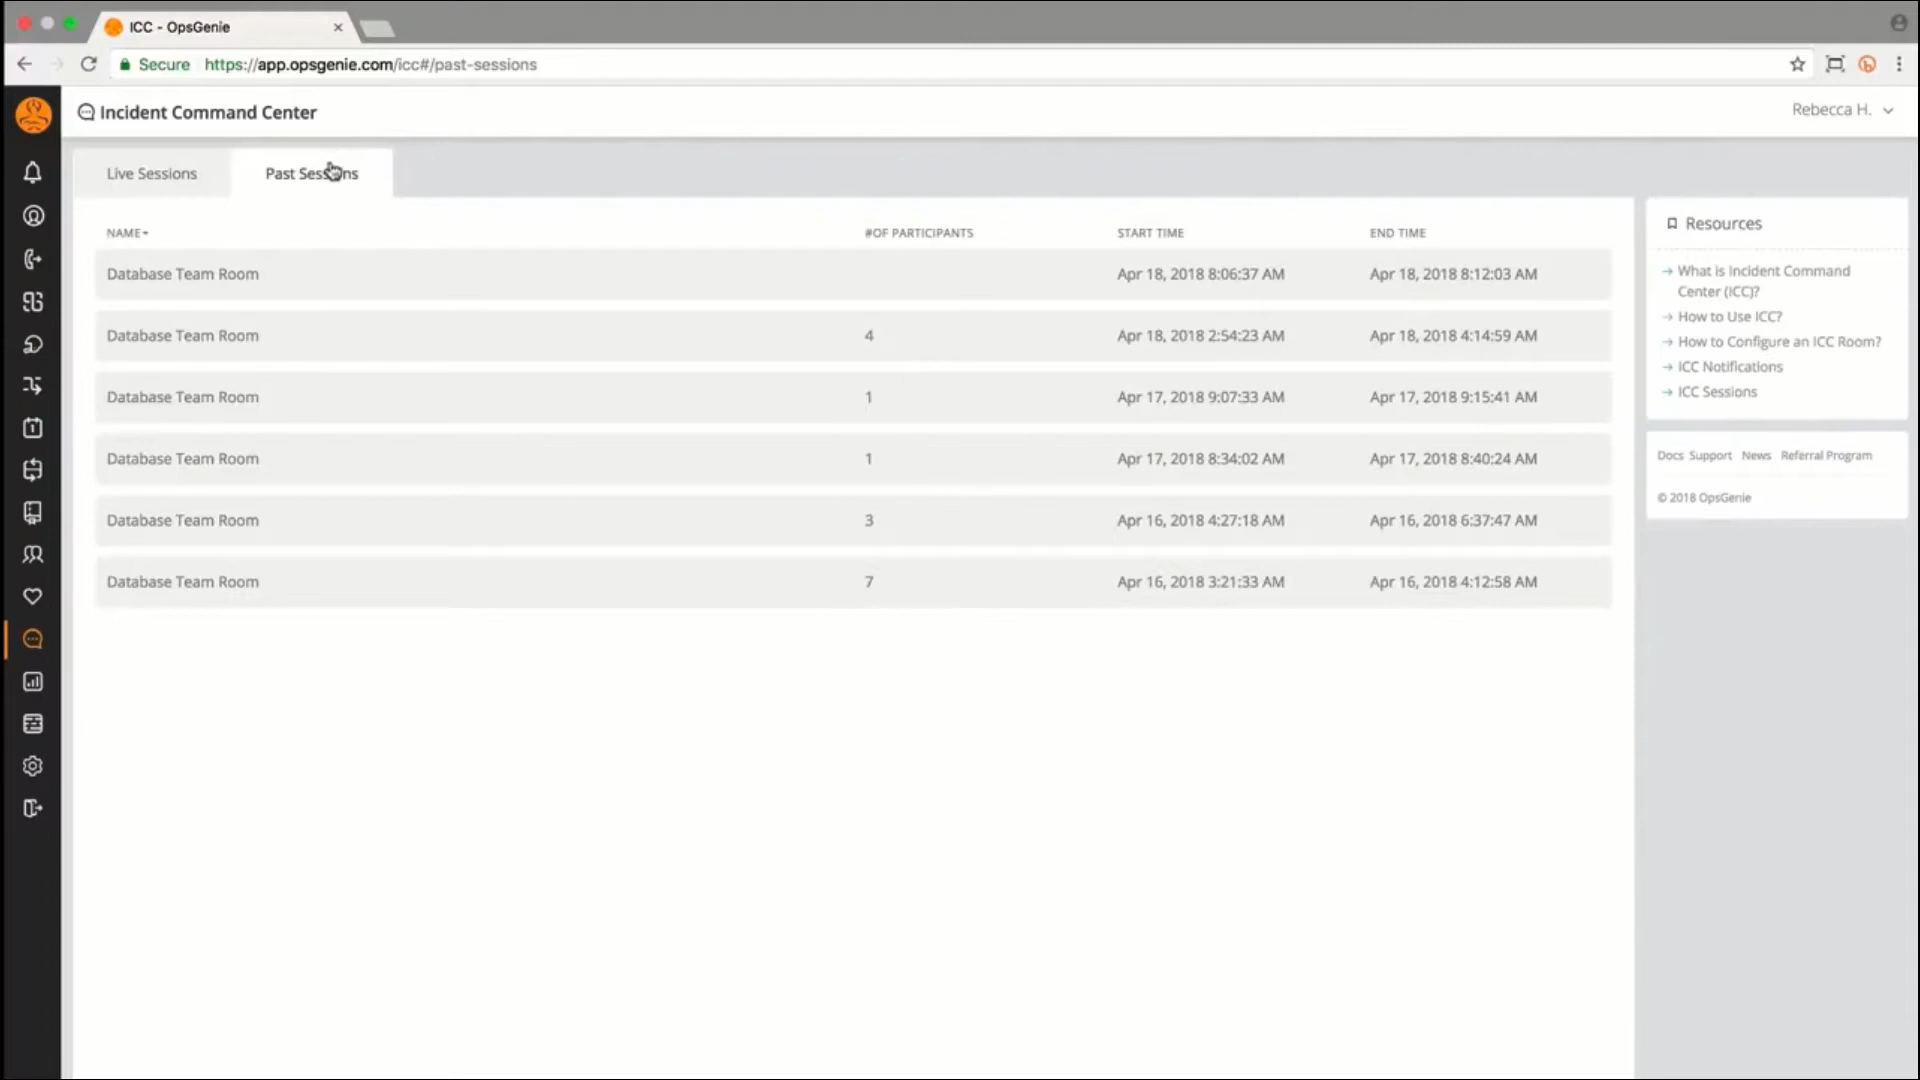 ICC - OpsGenie
Secure https://app.opsgenie.com/icc#/past-sessions
Incident Command Center
Rebecca H.
Live Sessions Past Sessions
NAME #OF PARTICIPANTS START TIME END TIME
Database Team Room Apr 18, 2018 8:06:37 AM Apr 18, 2018 8:12:03 AM
Database Team Room 4 Apr 18, 2018 2:54:23 AM Apr 18, 2018 4:14:59 AM
Database Team Room 1 Apr 17, 2018 9:07:33 AM Apr 17, 2018 9:15:41 AM
Database Team Room 1 Apr 17, 2018 8:34:02 AM Apr 17, 2018 8:40:24 AM
Database Team Room 3 Apr 16, 2018 4:27:18 AM Apr 16, 2018 6:37:47 AM
Database Team Room 7 Apr 16, 2018 3:21:33 AM Apr 16, 2018 4:12:58 AM
Resources
What is Incident Command
Center (ICC)?
How to Use ICC?
How to Configure an ICC Room?
ICC Notifications
ICC Sessions
Docs Support News Referral Program
© 2018 OpsGenie